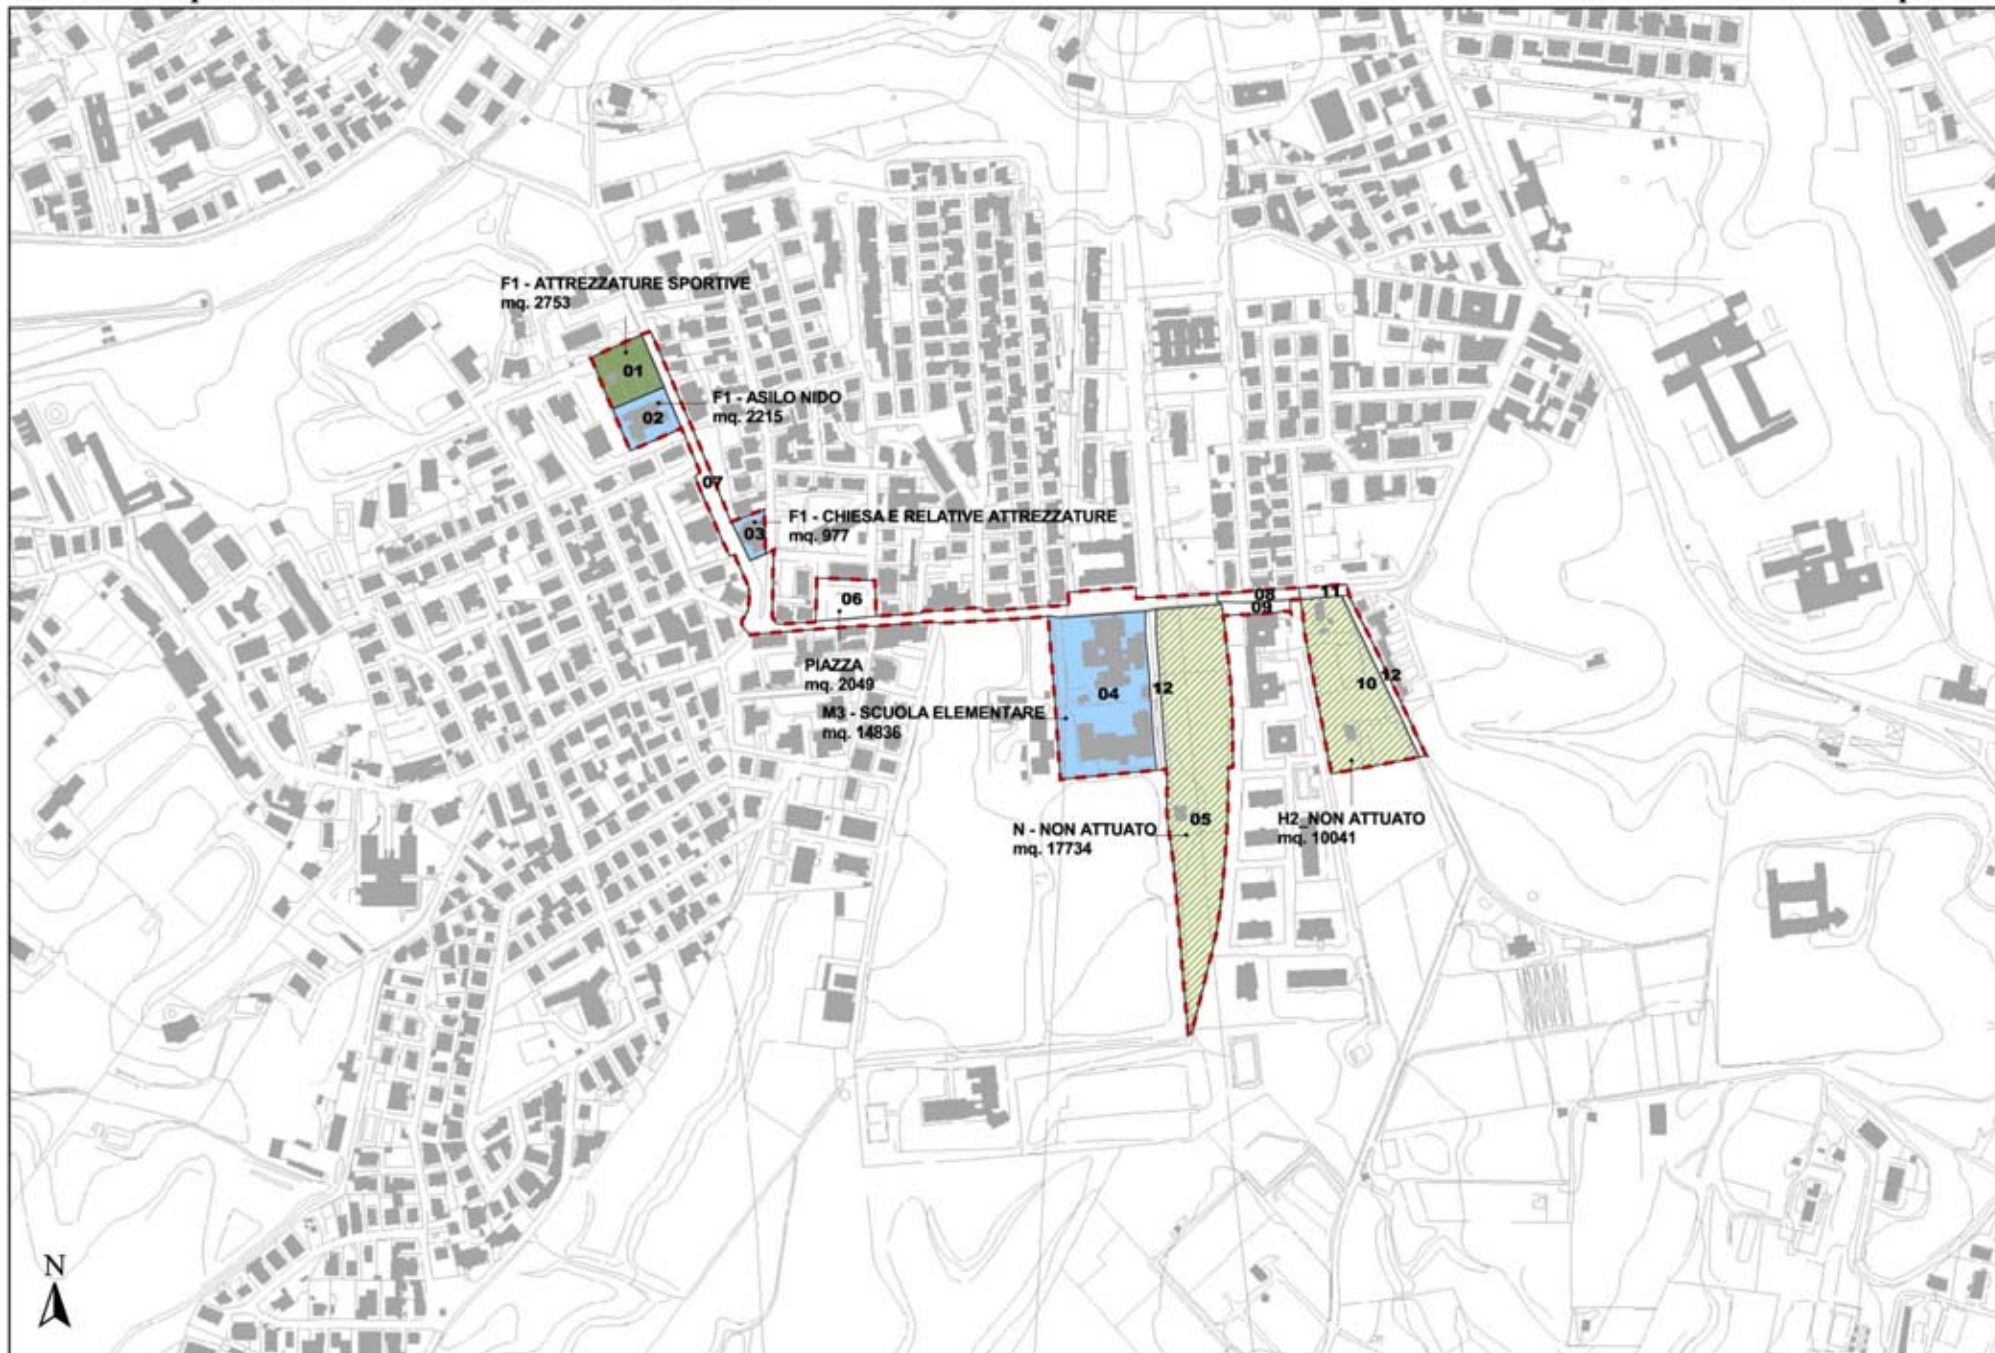 F1 - ATTREZZATURE SPORTIVE
mq. 2753
01
F1 - ASILO NIDO
mq. 2215
02
07
F1 - CHIESA E RELATIVE ATTREZZATURE
mq. 977
03
06
08
09
11
PIAZZA
mq. 2049
M3 - SCUOLA ELEMENTARE
mq. 14836
04
12
10
12
N - NON ATTUATO
mq. 17734
05
H2_NON ATTUATO
mq. 10041
N